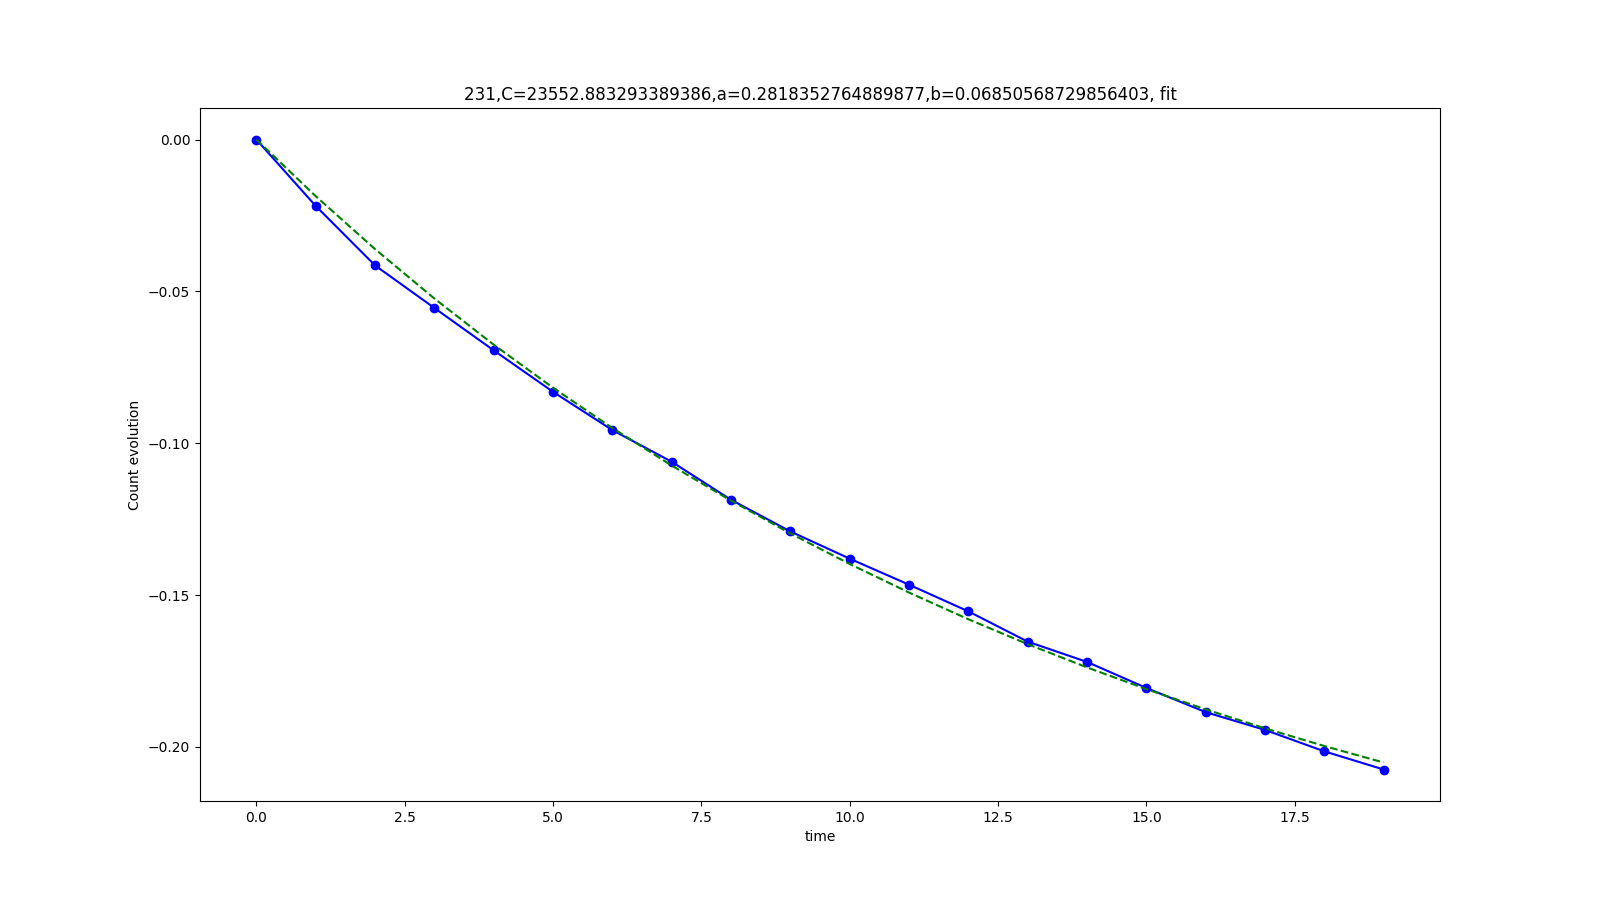 231,C=23552.883293389386,a=0.2818352764889877,b=0.06850568729856403, fit
0.00
−0.05
−0.10
−0.15
−0.20
Count evolution
0.0 2.5 5.0 7.5 10.0 12.5 15.0 17.5
time